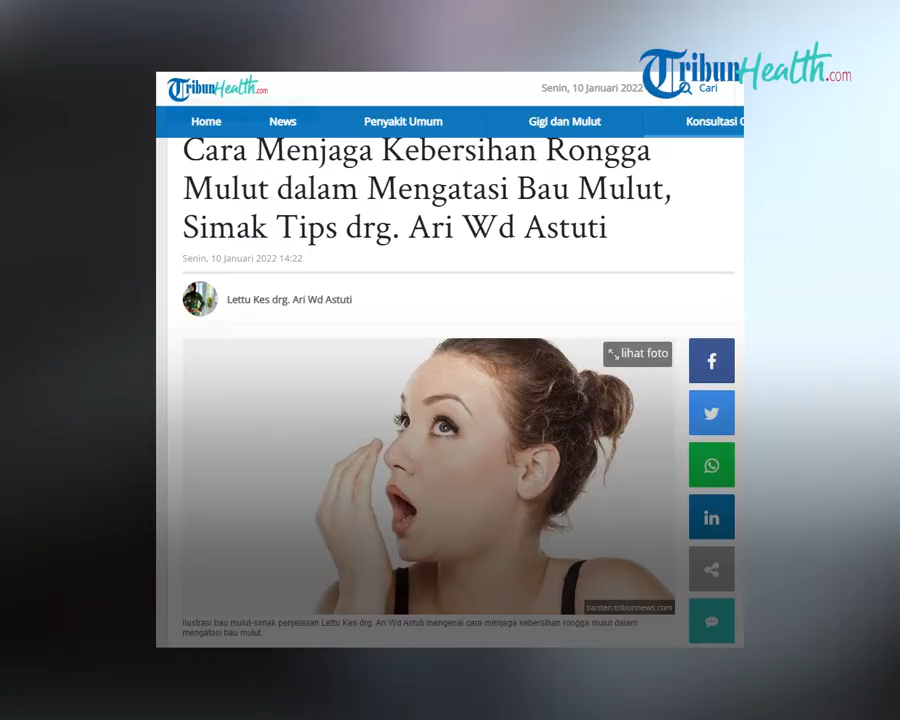 TribunHealth.com
TribunHealth.com
Senin, 10 Januari 2022
Cari
Home
News
Penyakit Umum
Gigi dan Mulut
Konsultasi
Cara Menjaga Kebersihan Rongga
Mulut dalam Mengatasi Bau Mulut,
Simak Tips drg. Ari Wd Astuti
Senin, 10 Januari 2022 14:22
Lettu Kes drg. Ari Wd Astuti
lihat foto
banten.tribunnews.com
Ilustrasi bau mulut-simak penjelasan Lettu Kes drg. Ari Wd Astuti mengenai cara menjaga kebersihan rongga mulut dalam
mengatasi bau mulut.